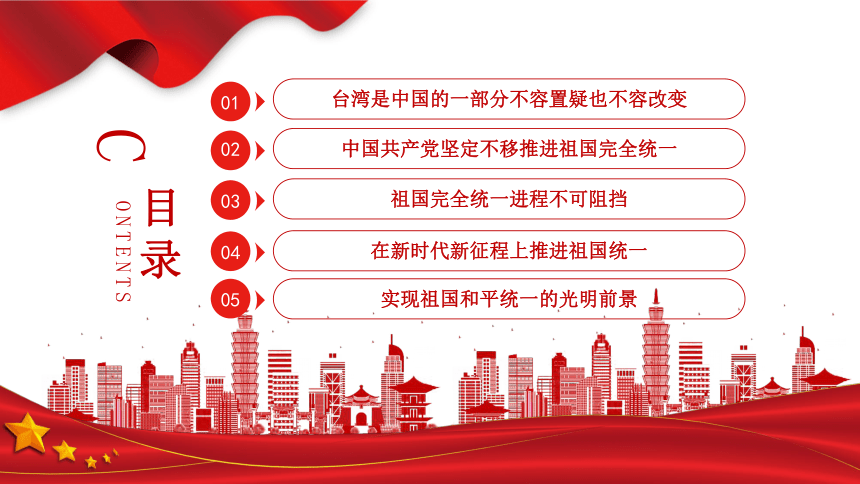 C
ONTENTS
目录
01
台湾是中国的一部分不容置疑也不容改变
02
中国共产党坚定不移推进祖国完全统一
03
祖国完全统一进程不可阻挡
04
在新时代新征程上推进祖国统一
05
实现祖国和平统一的光明前景